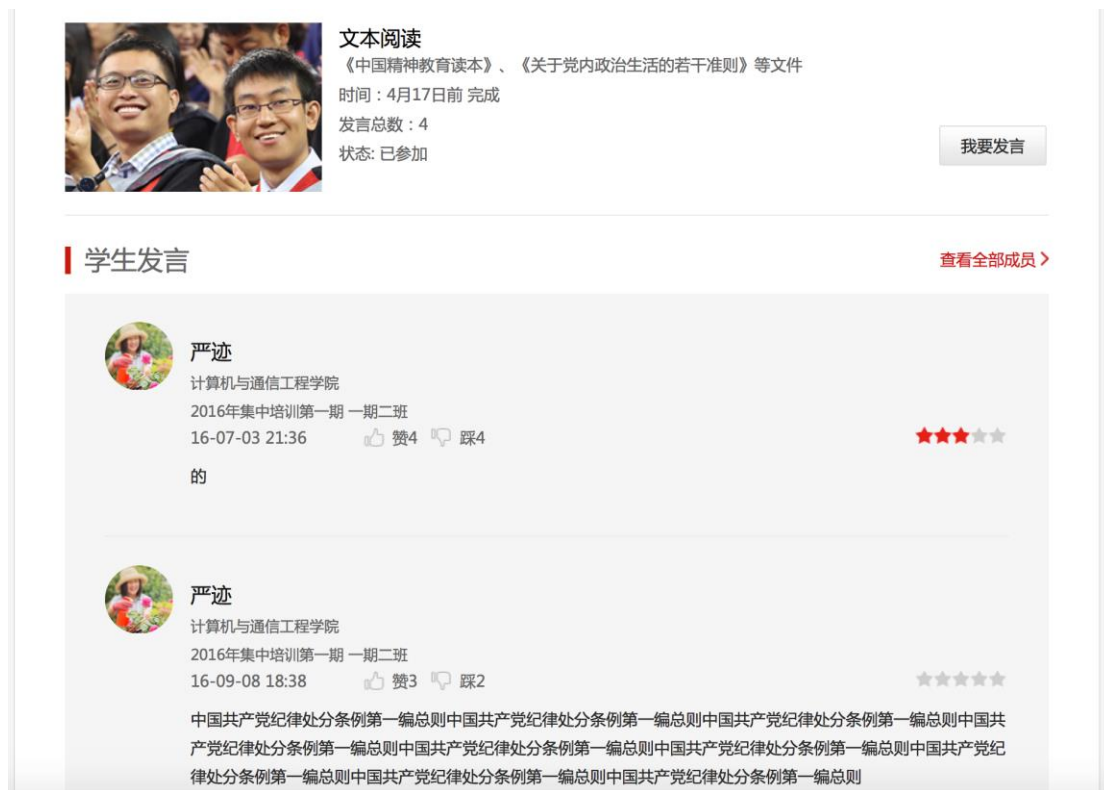 文本阅读
《中国精神教育读本》、《关于党内政治生活的若干准则》等文件
时间：4月17日前 完成
发言总数：4
状态: 已参加
我要发言
学生发言
查看全部成员
严迹
计算机与通信工程学院
2016年集中培训第一期 一期二班
16-07-03 21:36 赞4 踩4
的
严迹
计算机与通信工程学院
2016年集中培训第一期 一期二班
16-09-08 18:38 赞3 踩2
中国共产党纪律处分条例第一编总则中国共产党纪律处分条例第一编总则中国共产党纪律处分条例第一编总则中国共
产党纪律处分条例第一编总则中国共产党纪律处分条例第一编总则中国共产党纪律处分条例第一编总则中国共产党纪
律处分条例第一编总则中国共产党纪律处分条例第一编总则中国共产党纪律处分条例第一编总则